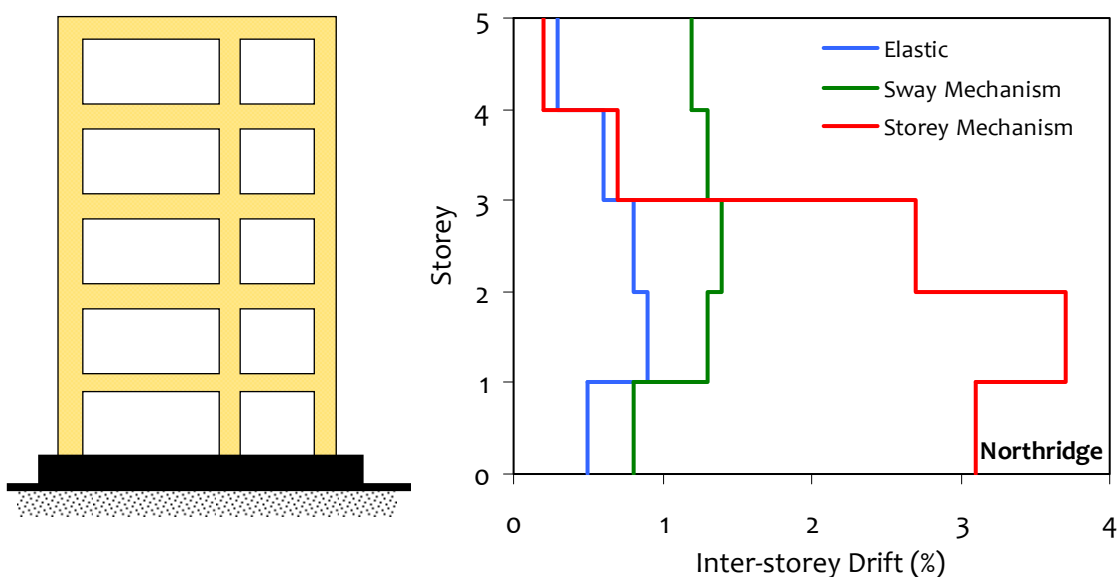 5
4
3
2
1
0
Storey
Elastic
Sway Mechanism
Storey Mechanism
Northridge
0 1 2 3 4
Inter-storey Drift (%)